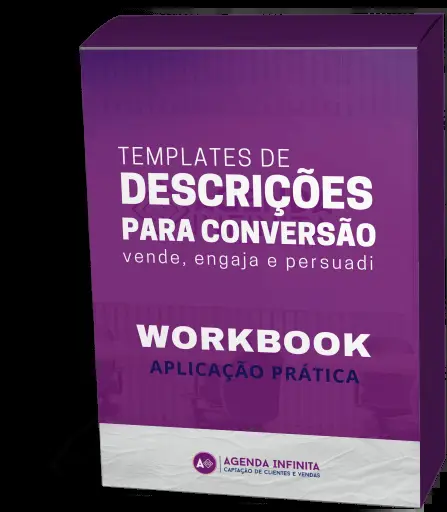 TEMPLATES DE
DESCRIÇÕES
PARA CONVERSÃO
vende, engaja e persuadi
WORKBOOK
APLICAÇÃO PRÁTICA
AGENDA INFINITA
CAPTAÇÃO DE CLIENTES E VENDAS